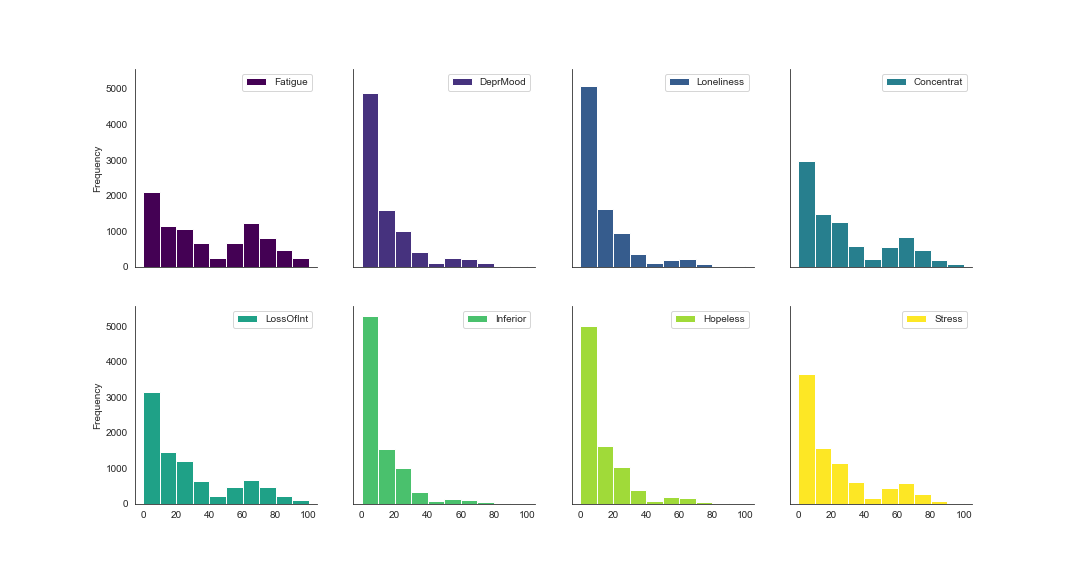 Fatigue
DeprMood
Loneliness
Concentrat
5000
4000
3000
2000
1000
0
Frequency
LossOfInt
Inferior
Hopeless
Stress
5000
4000
3000
2000
1000
0
Frequency
0 20 40 60 80 100
0 20 40 60 80 100
0 20 40 60 80 100
0 20 40 60 80 100